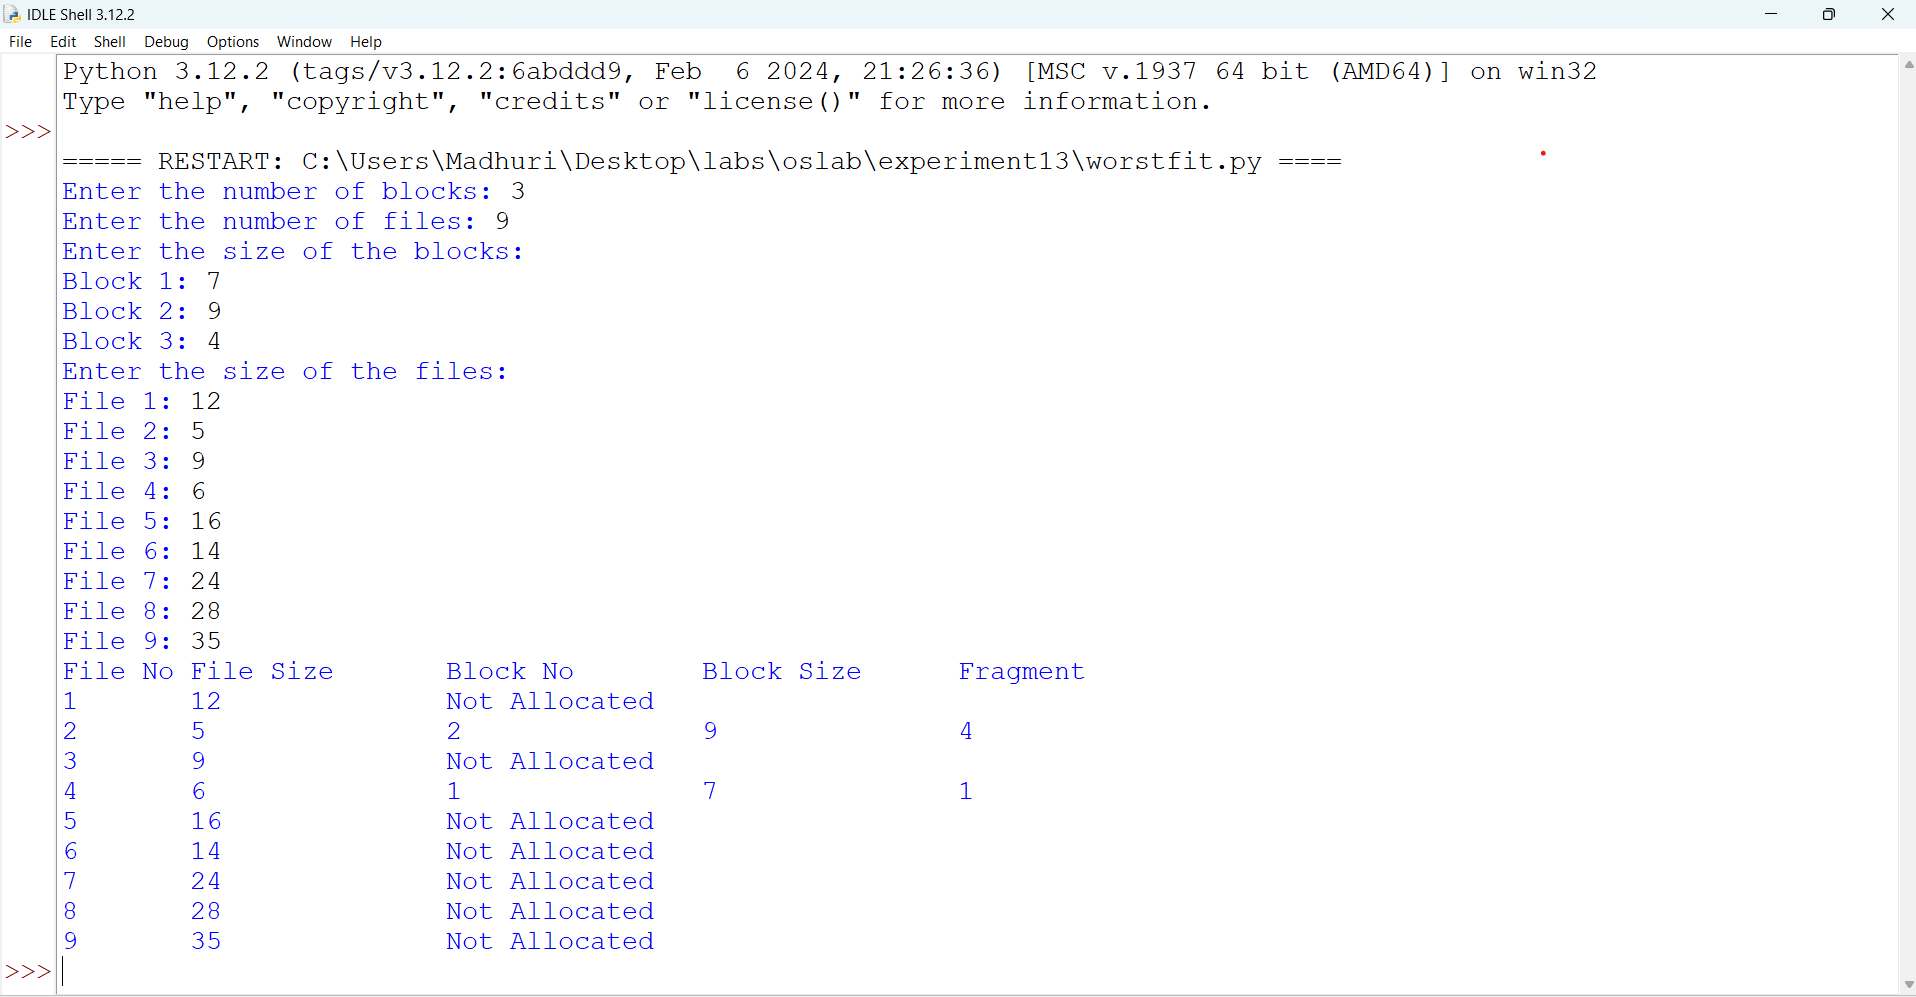 IDLE Shell 3.12.2
File Edit Shell Debug Options Window Help
Python 3.12.2 (tags/v3.12.2:6abddd9, Feb  6 2024, 21:26:36) [MSC v.1937 64 bit (AMD64)] on win32
Type "help", "copyright", "credits" or "license()" for more information.
>>>
===== RESTART: C:\Users\Madhuri\Desktop\labs\oslab\experiment13\worstfit.py ====
Enter the number of blocks: 3
Enter the number of files: 9
Enter the size of the blocks:
Block 1: 7
Block 2: 9
Block 3: 4
Enter the size of the files:
File 1: 12
File 2: 5
File 3: 9
File 4: 6
File 5: 16
File 6: 14
File 7: 24
File 8: 28
File 9: 35
File No File Size Block No Block Size Fragment
1 12 Not Allocated
2 5 2 9 4
3 9 Not Allocated
4 6 1 7 1
5 16 Not Allocated
6 14 Not Allocated
7 24 Not Allocated
8 28 Not Allocated
9 35 Not Allocated
>>>